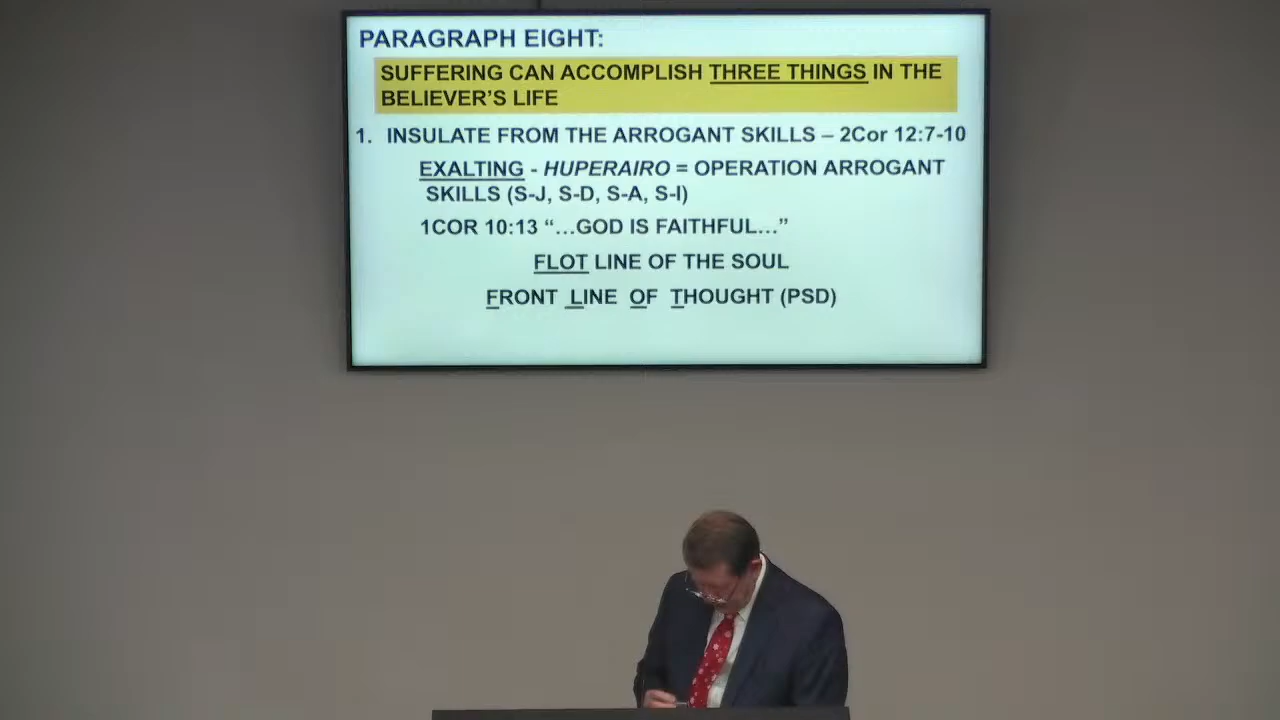 PARAGRAPH EIGHT:
SUFFERING CAN ACCOMPLISH THREE THINGS IN THE
BELIEVER'S LIFE
1. INSULATE FROM THE ARROGANT SKILLS – 2Cor 12:7-10
EXALTING - HUPERAIRO = OPERATION ARROGANT
SKILLS (S-J, S-D, S-A, S-I)
1COR 10:13 “…GOD IS FAITHFUL…”
FLOT LINE OF THE SOUL
FRONT LINE OF THOUGHT (PSD)